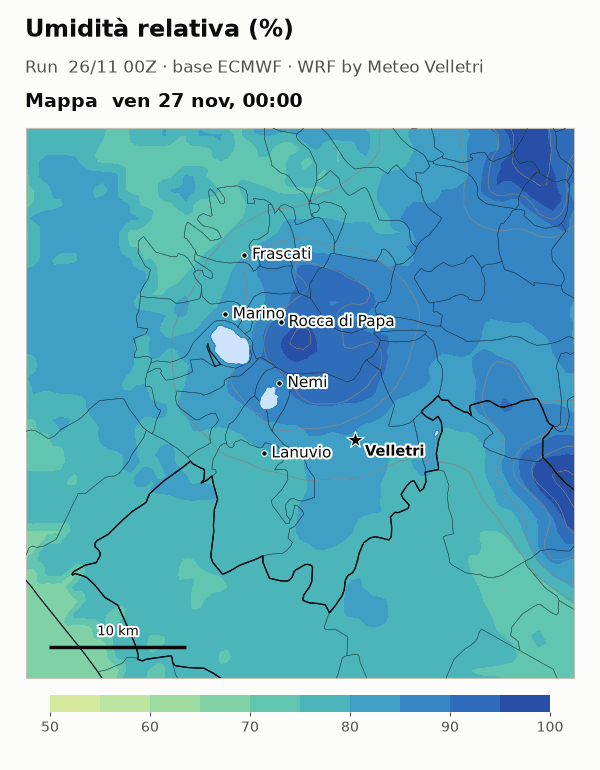 Umidità relativa (%)
Run  26/11 00Z · base ECMWF · WRF by Meteo Velletri
Mappa  ven 27 nov, 00:00
Frascati
Marino
Rocca di Papa
Nemi
Velletri
Lanuvio
10 km
50 60 70 80 90 100